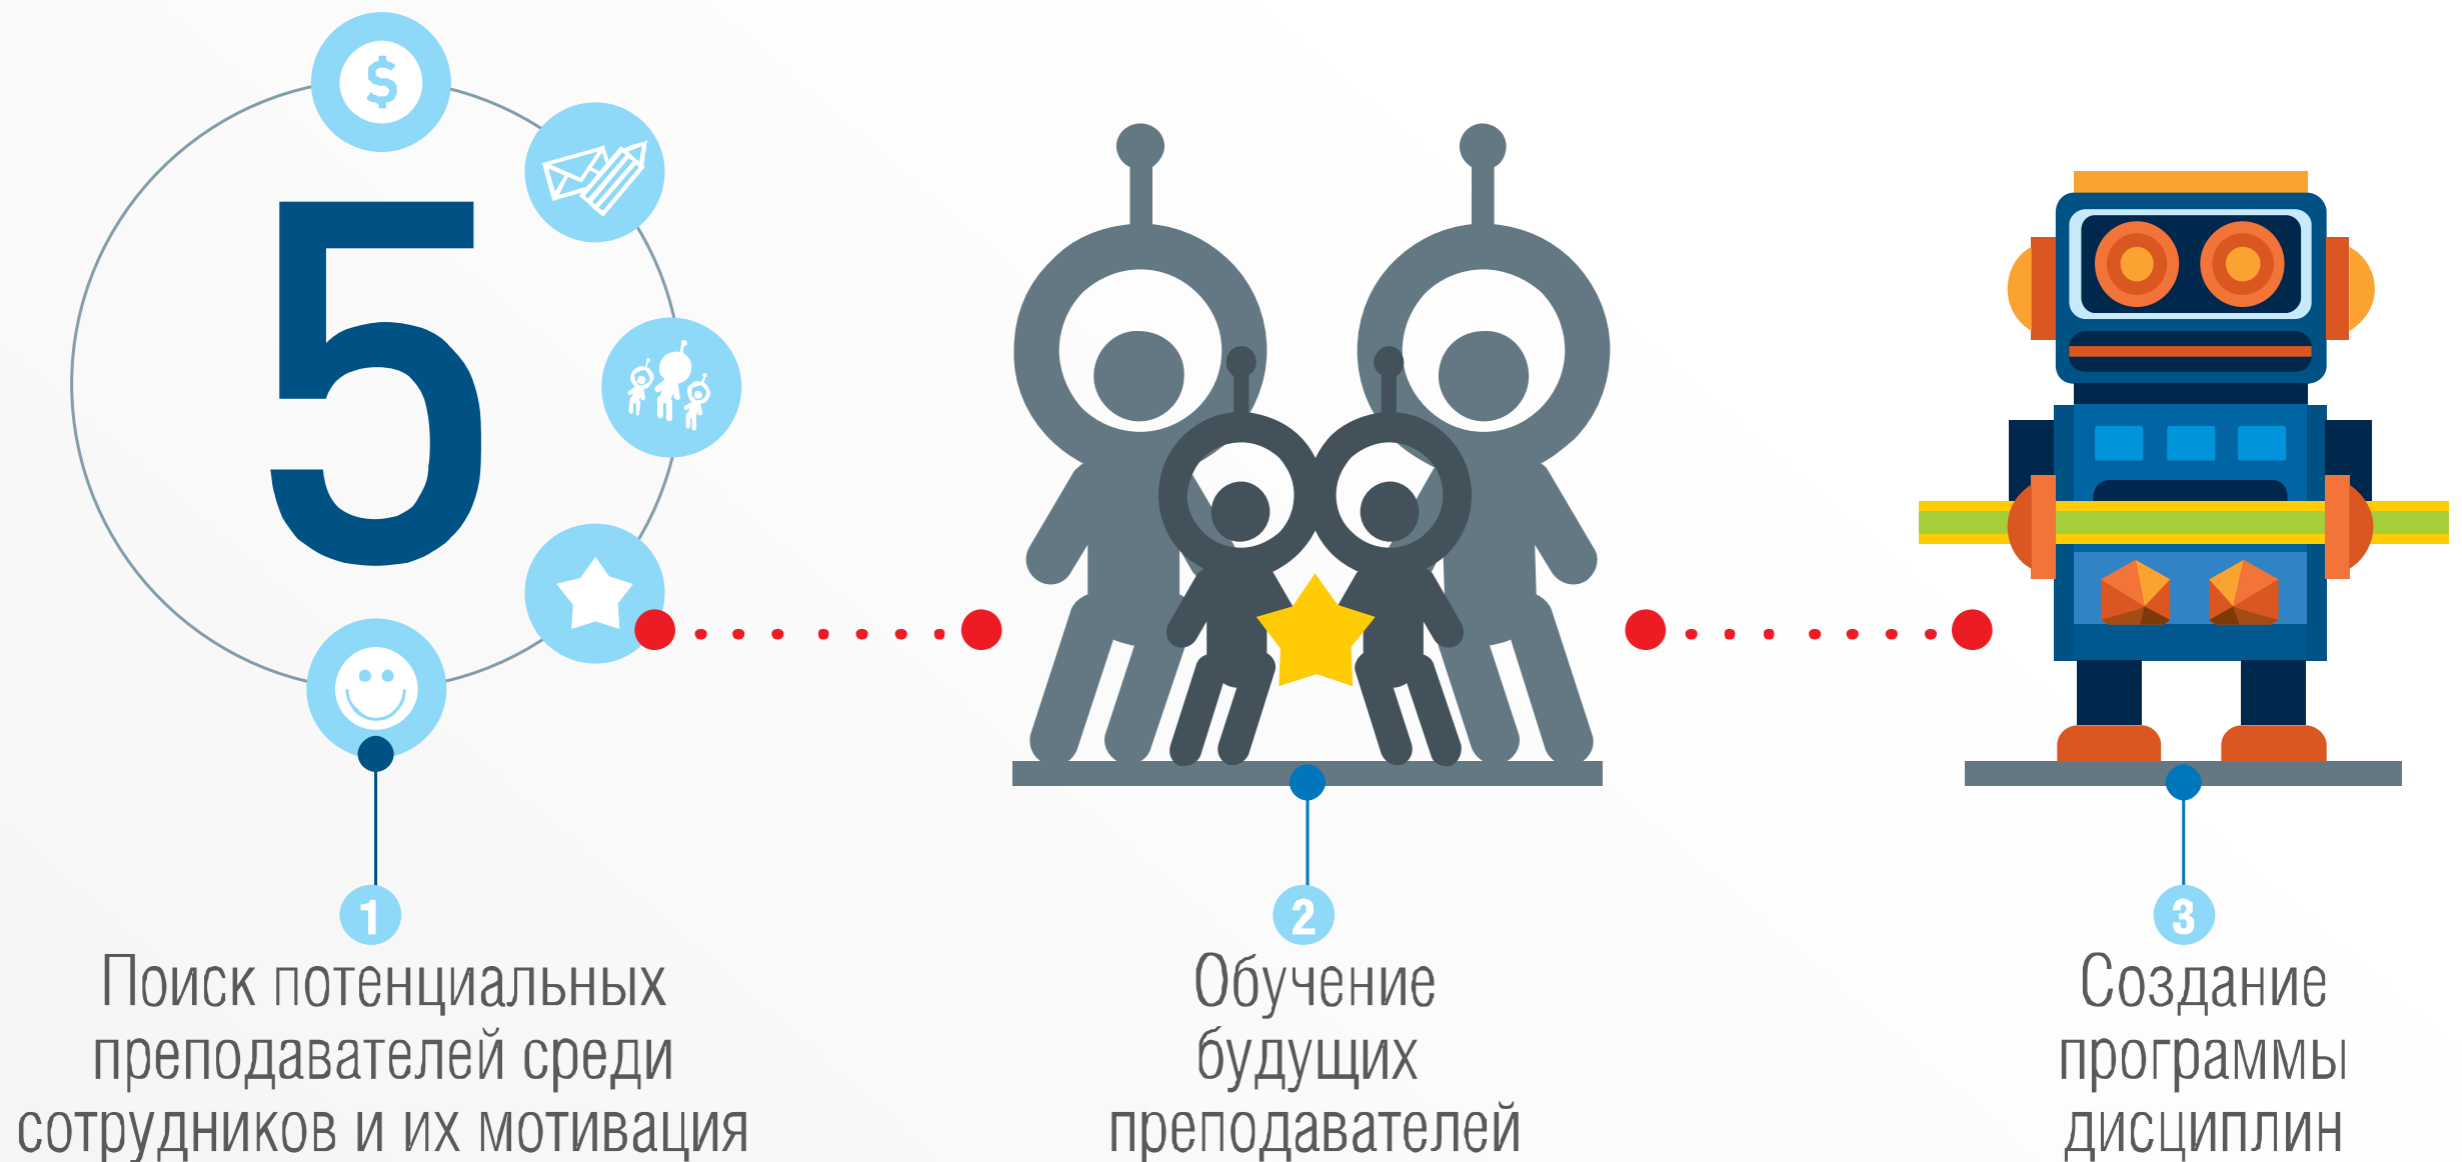 $
5
1
Поиск потенциальных
преподавателей среди
сотрудников и их мотивация
2
Обучение
будущих
преподавателей
3
Создание
программы
дисциплин